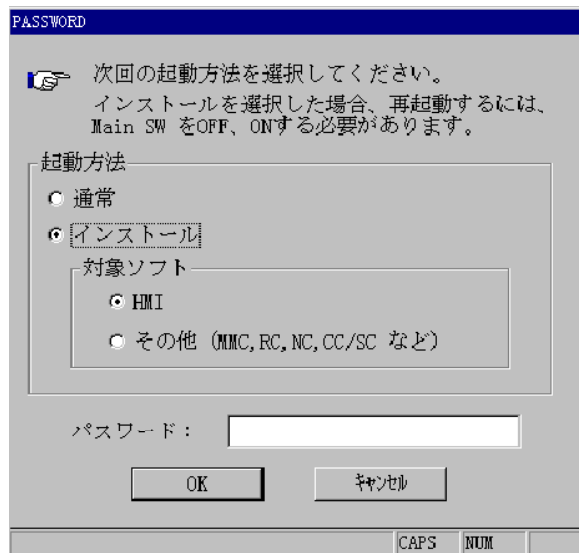 PASSWORD
次回の起動方法を選択してください。
インストールを選択した場合、再起動するには、
Main SW をOFF、ONする必要があります。
起動方法
通常
インストール
対象ソフト
HMI
その他 (MMC,RC,NC,CC/SC など)
パスワード：
OK
ｷｬﾝｾﾙ
CAPS
NUM